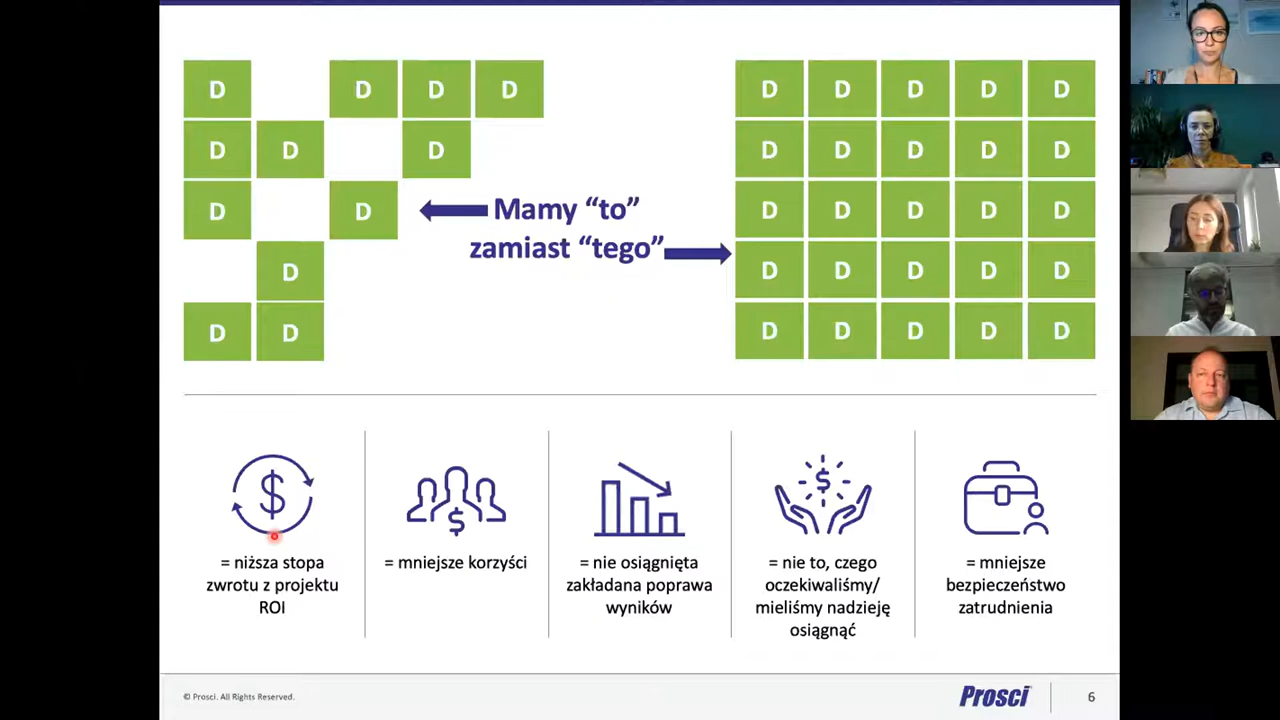 D D D D D D D D D
D D D D D D D D
D D D D D D D
Mamy “to”
zamiast “tego”
D D D D D D
D D D D D D D
= niższa stopa
zwrotu z projektu
ROI
= mniejsze korzyści
= nie osiągnięta
zakładana poprawa
wyników
= nie to, czego
oczekiwaliśmy/
mieliśmy nadzieję
osiągnąć
= mniejsze
bezpieczeństwo
zatrudnienia
© Prosci. All Rights Reserved.
Prosci
6